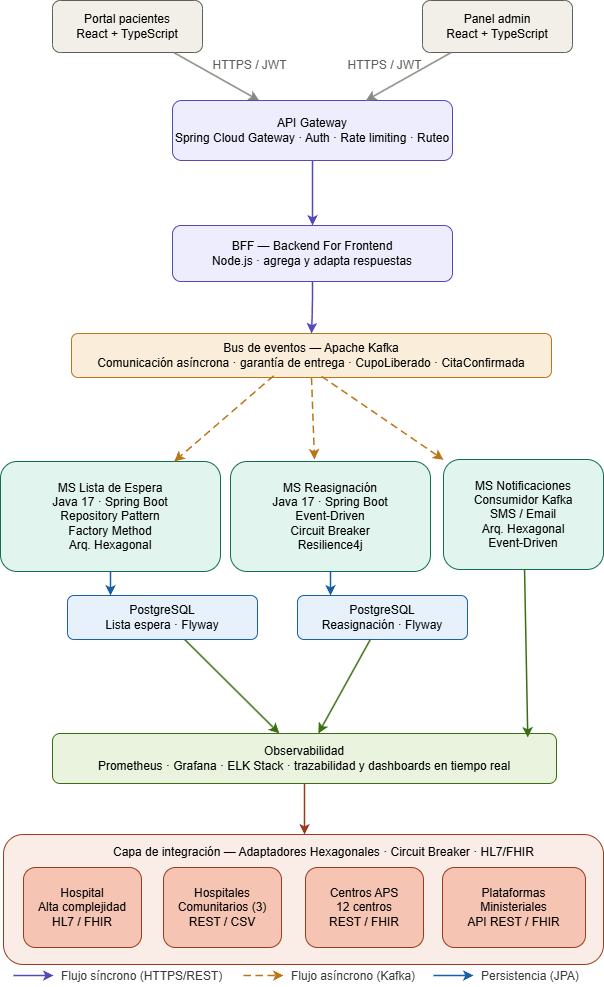 Portal pacientes
React + TypeScript
Panel admin
React + TypeScript
HTTPS / JWT
HTTPS / JWT
API Gateway
Spring Cloud Gateway · Auth · Rate limiting · Ruteo
BFF — Backend For Frontend
Node.js · agrega y adapta respuestas
Bus de eventos — Apache Kafka
Comunicación asíncrona · garantía de entrega · CupoLiberado · CitaConfirmada
MS Lista de Espera
Java 17 · Spring Boot
Repository Pattern
Factory Method
Arq. Hexagonal
MS Reasignación
Java 17 · Spring Boot
Event-Driven
Circuit Breaker
Resilience4j
MS Notificaciones
Consumidor Kafka
SMS / Email
Arq. Hexagonal
Event-Driven
PostgreSQL
Lista espera · Flyway
PostgreSQL
Reasignación · Flyway
Observabilidad
Prometheus · Grafana · ELK Stack · trazabilidad y dashboards en tiempo real
Capa de integración — Adaptadores Hexagonales · Circuit Breaker · HL7/FHIR
Hospital
Alta complejidad
HL7 / FHIR
Hospitales
Comunitarios (3)
REST / CSV
Centros APS
12 centros
REST / FHIR
Plataformas
Ministeriales
API REST / FHIR
Flujo síncrono (HTTPS/REST)
Flujo asíncrono (Kafka)
Persistencia (JPA)